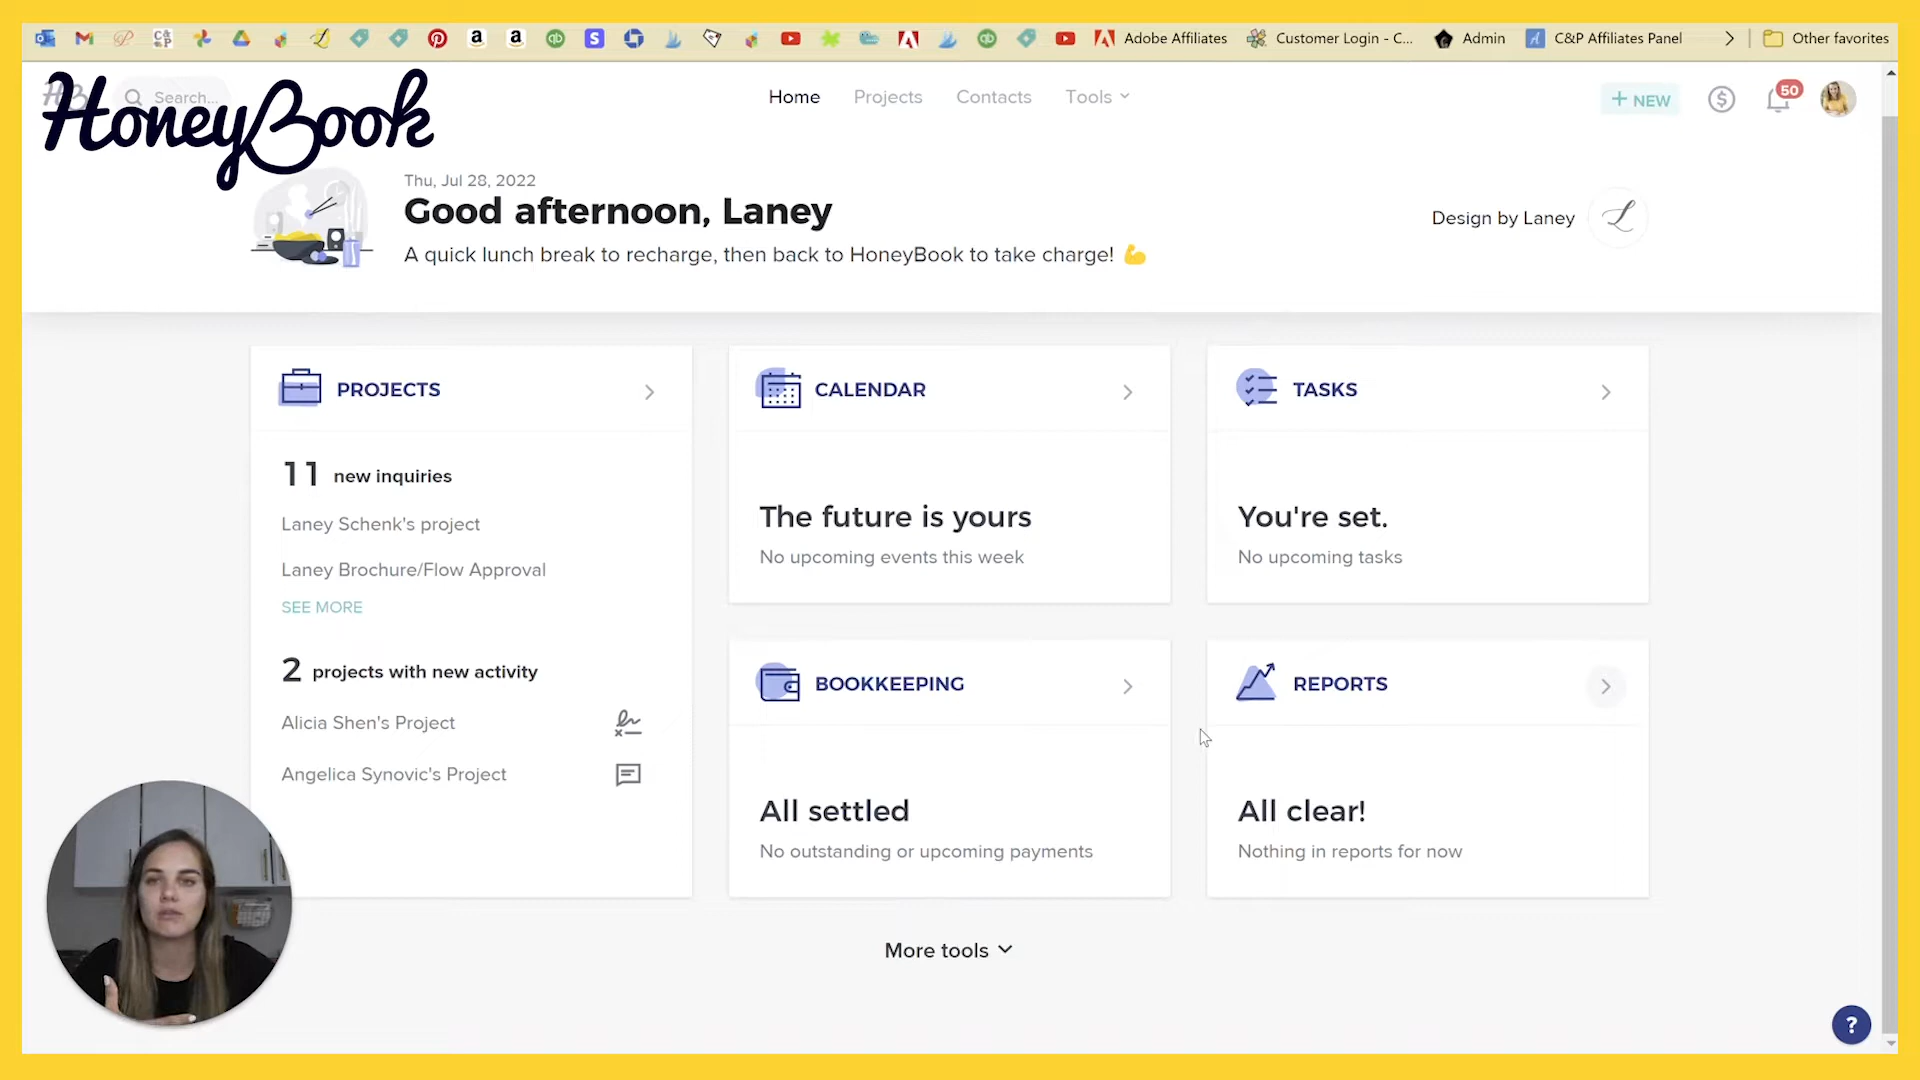 Adobe Affiliates
Customer Login - C...
Admin
C&P Affiliates Panel
Other favorites
HoneyBook
Search...
Home
Projects
Contacts
Tools
+ NEW
50
Thu, Jul 28, 2022
Good afternoon, Laney
A quick lunch break to recharge, then back to HoneyBook to take charge! 💪
Design by Laney
L
PROJECTS
11 new inquiries
Laney Schenk's project
Laney Brochure/Flow Approval
SEE MORE
2 projects with new activity
Alicia Shen's Project
Angelica Synovic's Project
CALENDAR
The future is yours
No upcoming events this week
TASKS
You're set.
No upcoming tasks
BOOKKEEPING
All settled
No outstanding or upcoming payments
REPORTS
All clear!
Nothing in reports for now
More tools
?